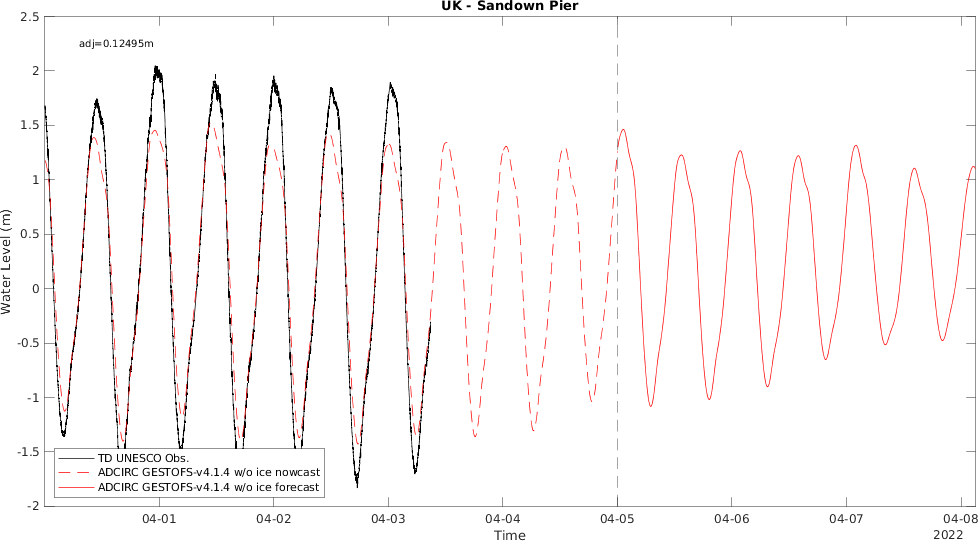 UK - Sandown Pier
adj=0.12495m
2.5
2
1.5
1
0.5
0
-0.5
-1
-1.5
-2
Water Level (m)
TD UNESCO Obs.
ADCIRC GESTOFS-v4.1.4 w/o ice nowcast
ADCIRC GESTOFS-v4.1.4 w/o ice forecast
04-01 04-02 04-03 04-04 04-05 04-06 04-07 04-08
Time
2022